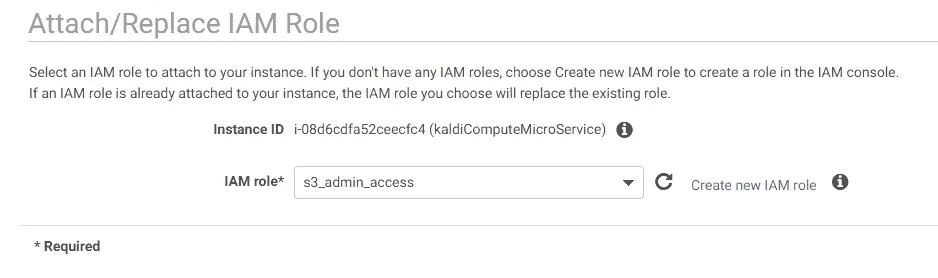 Attach/Replace IAM Role
Select an IAM role to attach to your instance. If you don't have any IAM roles, choose Create new IAM role to create a role in the IAM console.
If an IAM role is already attached to your instance, the IAM role you choose will replace the existing role.
Instance ID i-08d6cdfa52ceecfc4 (kaldiComputeMicroService)
IAM role* s3_admin_access Create new IAM role
* Required